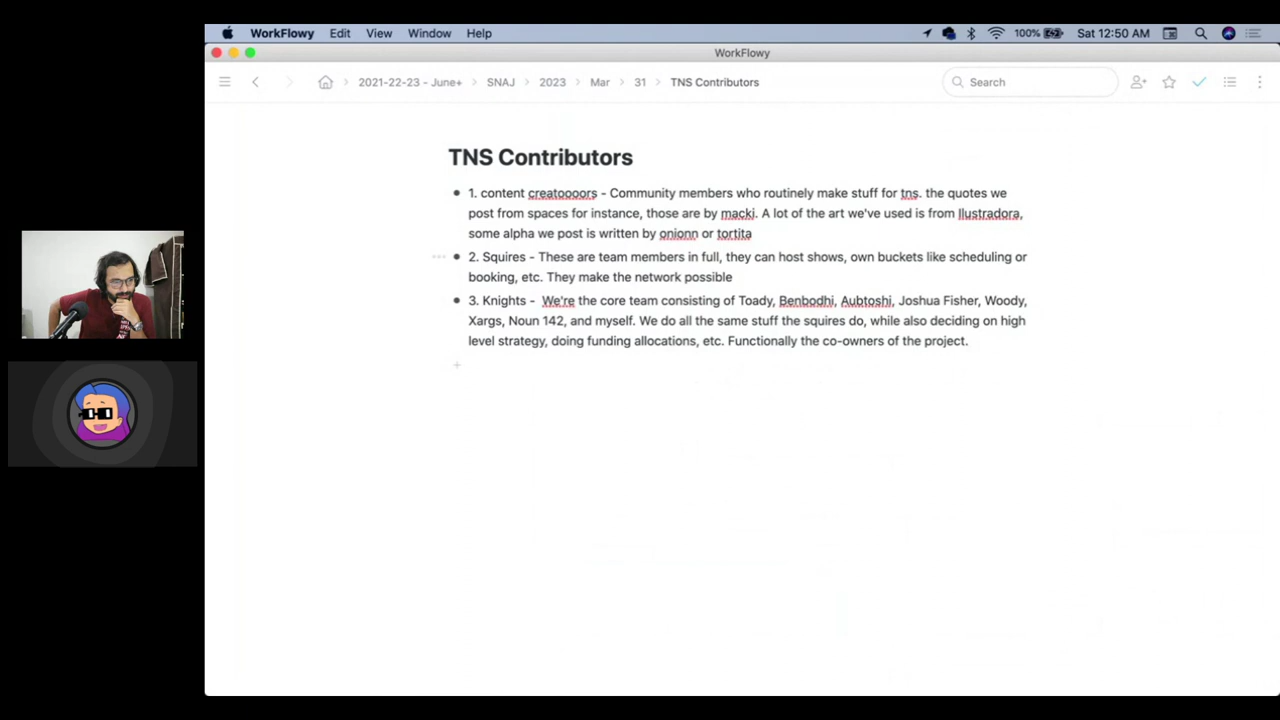 WorkFlowy Edit View Window Help 100% Sat 12:50 AM
WorkFlowy
2021-22-23 - June+ > SNAJ > 2023 > Mar > 31 > TNS Contributors Search
TNS Contributors
1. content creatoooors - Community members who routinely make stuff for tns. the quotes we
post from spaces for instance, those are by macki. A lot of the art we've used is from Ilustradora,
some alpha we post is written by onionn or tortita
2. Squires - These are team members in full, they can host shows, own buckets like scheduling or
booking, etc. They make the network possible
3. Knights - We're the core team consisting of Toady, Benbodhi, Aubtoshi, Joshua Fisher, Woody,
Xargs, Noun 142, and myself. We do all the same stuff the squires do, while also deciding on high
level strategy, doing funding allocations, etc. Functionally the co-owners of the project.